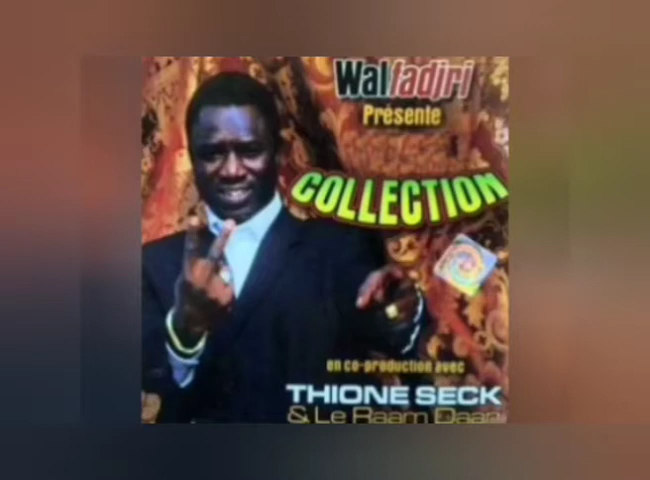 Walfadjri
Présente
COLLECTION
en co-production avec
THIONE SECK
& Le Raam Daan